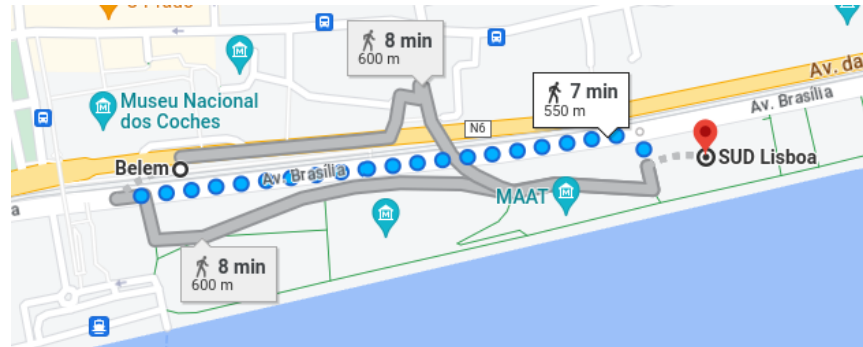 8 min
600 m
7 min
550 m
Av. da
Av. Brasília
Museu Nacional
dos Coches
N6
Belem
Av. Brasília
SUD Lisboa
MAAT
8 min
600 m